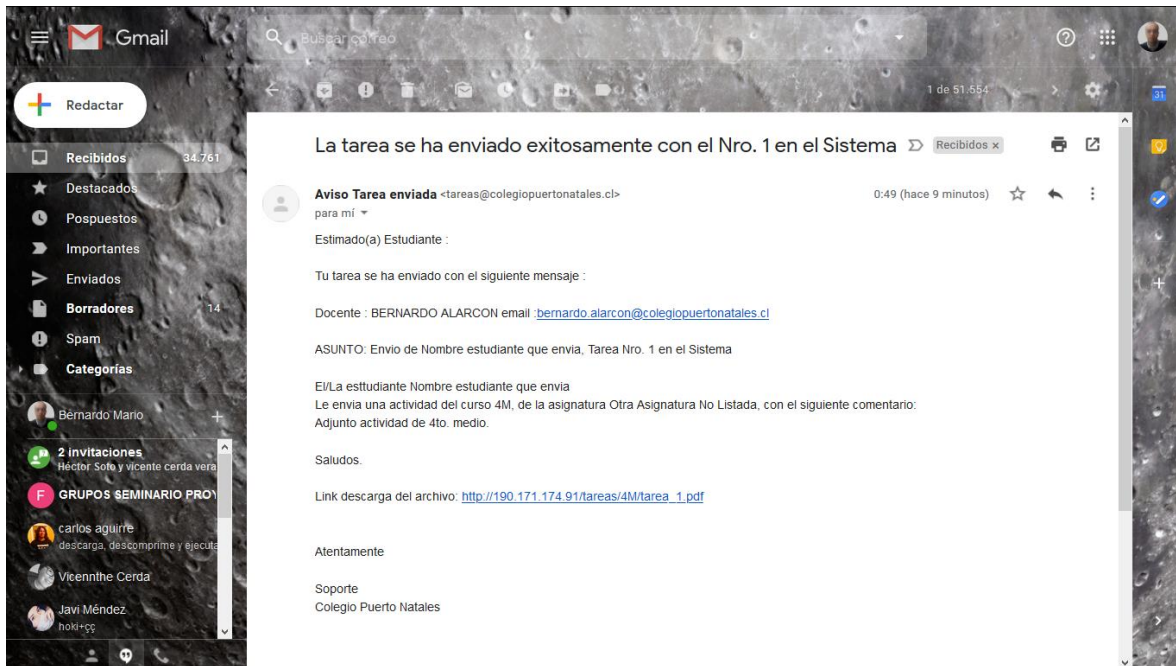 Gmail
Buscar correo
1 de 51.554
31
Redactar
Recibidos 34.761
Destacados
Pospuestos
Importantes
Enviados
Borradores 14
Spam
Categorías
Bernardo Mario
2 invitaciones
Héctor Soto y vicente cerda vera
F GRUPOS SEMINARIO PROY
carlos aguirre
descarga, descomprime y ejecuta
Vicennthe Cerda
Javi Méndez
hoki+çç
La tarea se ha enviado exitosamente con el Nro. 1 en el Sistema Recibidos x
Aviso Tarea enviada <tareas@colegiopuertonatales.cl> 0:49 (hace 9 minutos)
para mí
Estimado(a) Estudiante :
Tu tarea se ha enviado con el siguiente mensaje :
Docente : BERNARDO ALARCON email :bernardo.alarcon@colegiopuertonatales.cl
ASUNTO: Envio de Nombre estudiante que envia, Tarea Nro. 1 en el Sistema
El/La esttudiante Nombre estudiante que envia
Le envia una actividad del curso 4M, de la asignatura Otra Asignatura No Listada, con el siguiente comentario:
Adjunto actividad de 4to. medio.
Saludos.
Link descarga del archivo: http://190.171.174.91/tareas/4M/tarea_1.pdf
Atentamente
Soporte
Colegio Puerto Natales